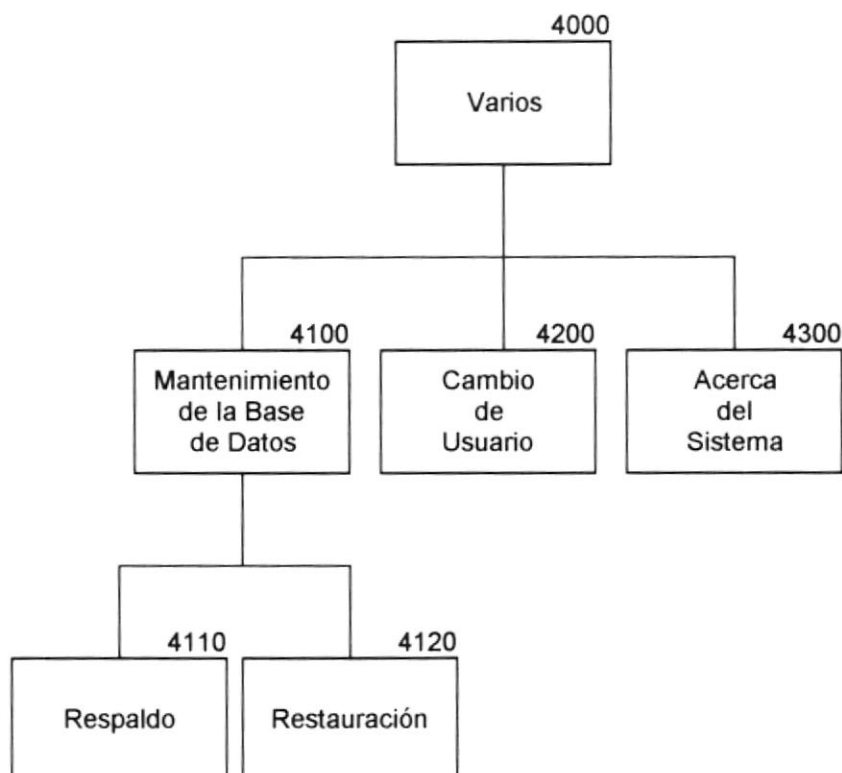 4000
Varios
4100
Mantenimiento
de la Base
de Datos
4200
Cambio
de
Usuario
4300
Acerca
del
Sistema
4110
Respaldo
4120
Restauración